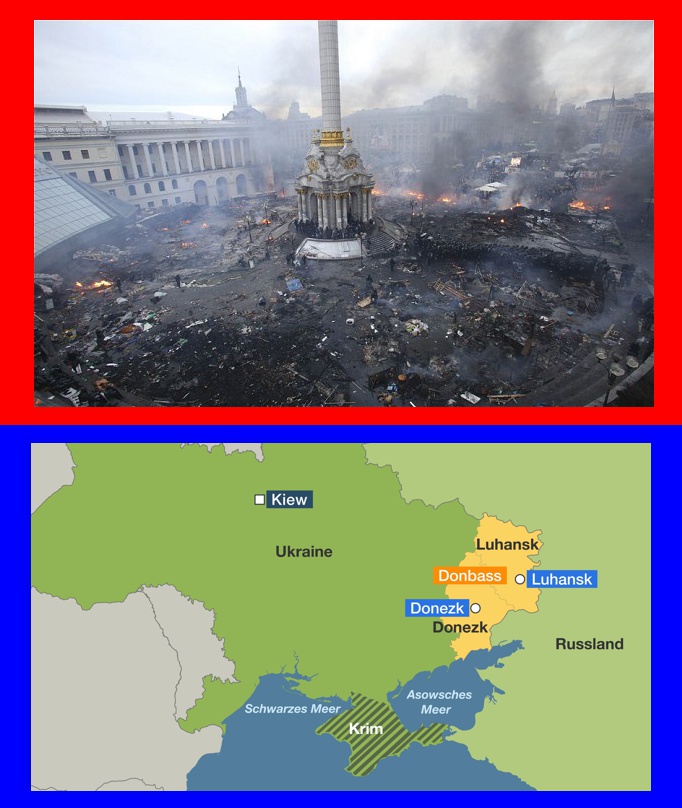 Kiew
Ukraine
Luhansk
Donbass
Luhansk
Donezk
Donezk
Russland
Schwarzes Meer
Asowsches
Meer
Krim